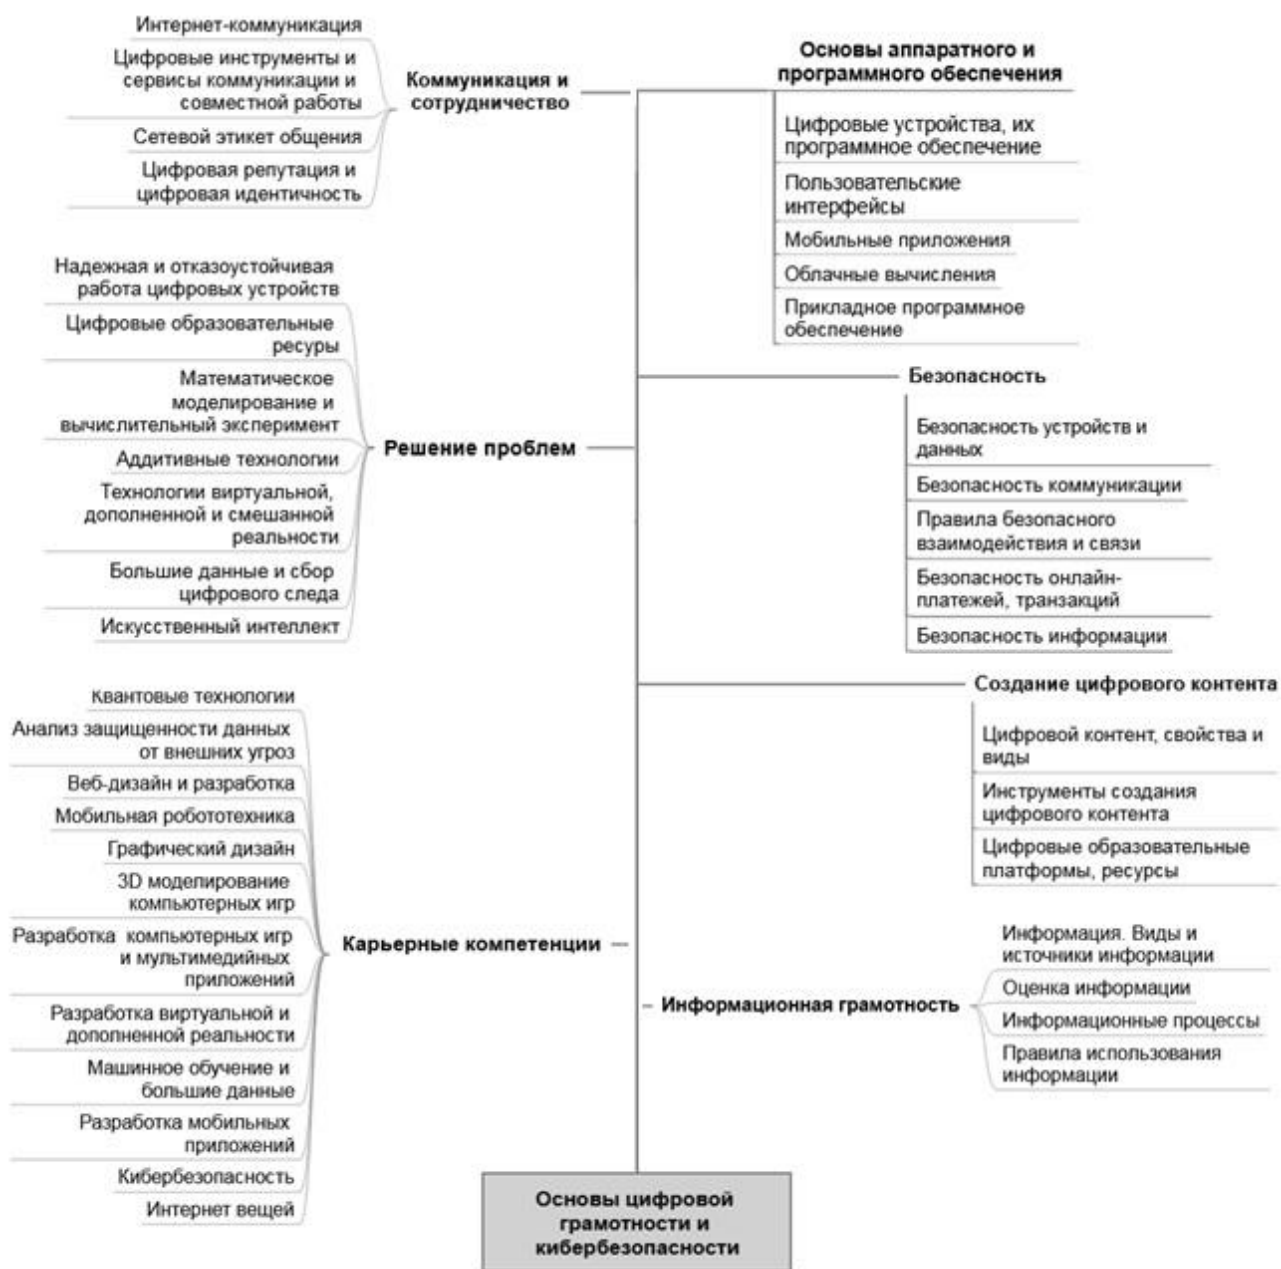 Интернет-коммуникация
Цифровые инструменты и
сервисы коммуникации и
совместной работы
Сетевой этикет общения
Цифровая репутация и
цифровая идентичность
Коммуникация и
сотрудничество
Надежная и отказоустойчивая
работа цифровых устройств
Цифровые образовательные
ресуры
Математическое
моделирование и
вычислительный эксперимент
Аддитивные технологии
Технологии виртуальной,
дополненной и смешанной
реальности
Большие данные и сбор
цифрового следа
Искусственный интеллект
Решение проблем
Квантовые технологии
Анализ защищенности данных
от внешних угроз
Веб-дизайн и разработка
Мобильная робототехника
Графический дизайн
3D моделирование
компьютерных игр
Разработка компьютерных игр
и мультимедийных
приложений
Разработка виртуальной и
дополненной реальности
Машинное обучение и
большие данные
Разработка мобильных
приложений
Кибербезопасность
Интернет вещей
Карьерные компетенции
Основы аппаратного и
программного обеспечения
Цифровые устройства, их
программное обеспечение
Пользовательские
интерфейсы
Мобильные приложения
Облачные вычисления
Прикладное программное
обеспечение
Безопасность
Безопасность устройств и
данных
Безопасность коммуникации
Правила безопасного
взаимодействия и связи
Безопасность онлайн-
платежей, транзакций
Безопасность информации
Создание цифрового контента
Цифровой контент, свойства и
виды
Инструменты создания
цифрового контента
Цифровые образовательные
платформы, ресурсы
Информационная грамотность
Информация. Виды и
источники информации
Оценка информации
Информационные процессы
Правила использования
информации
Основы цифровой
грамотности и
кибербезопасности